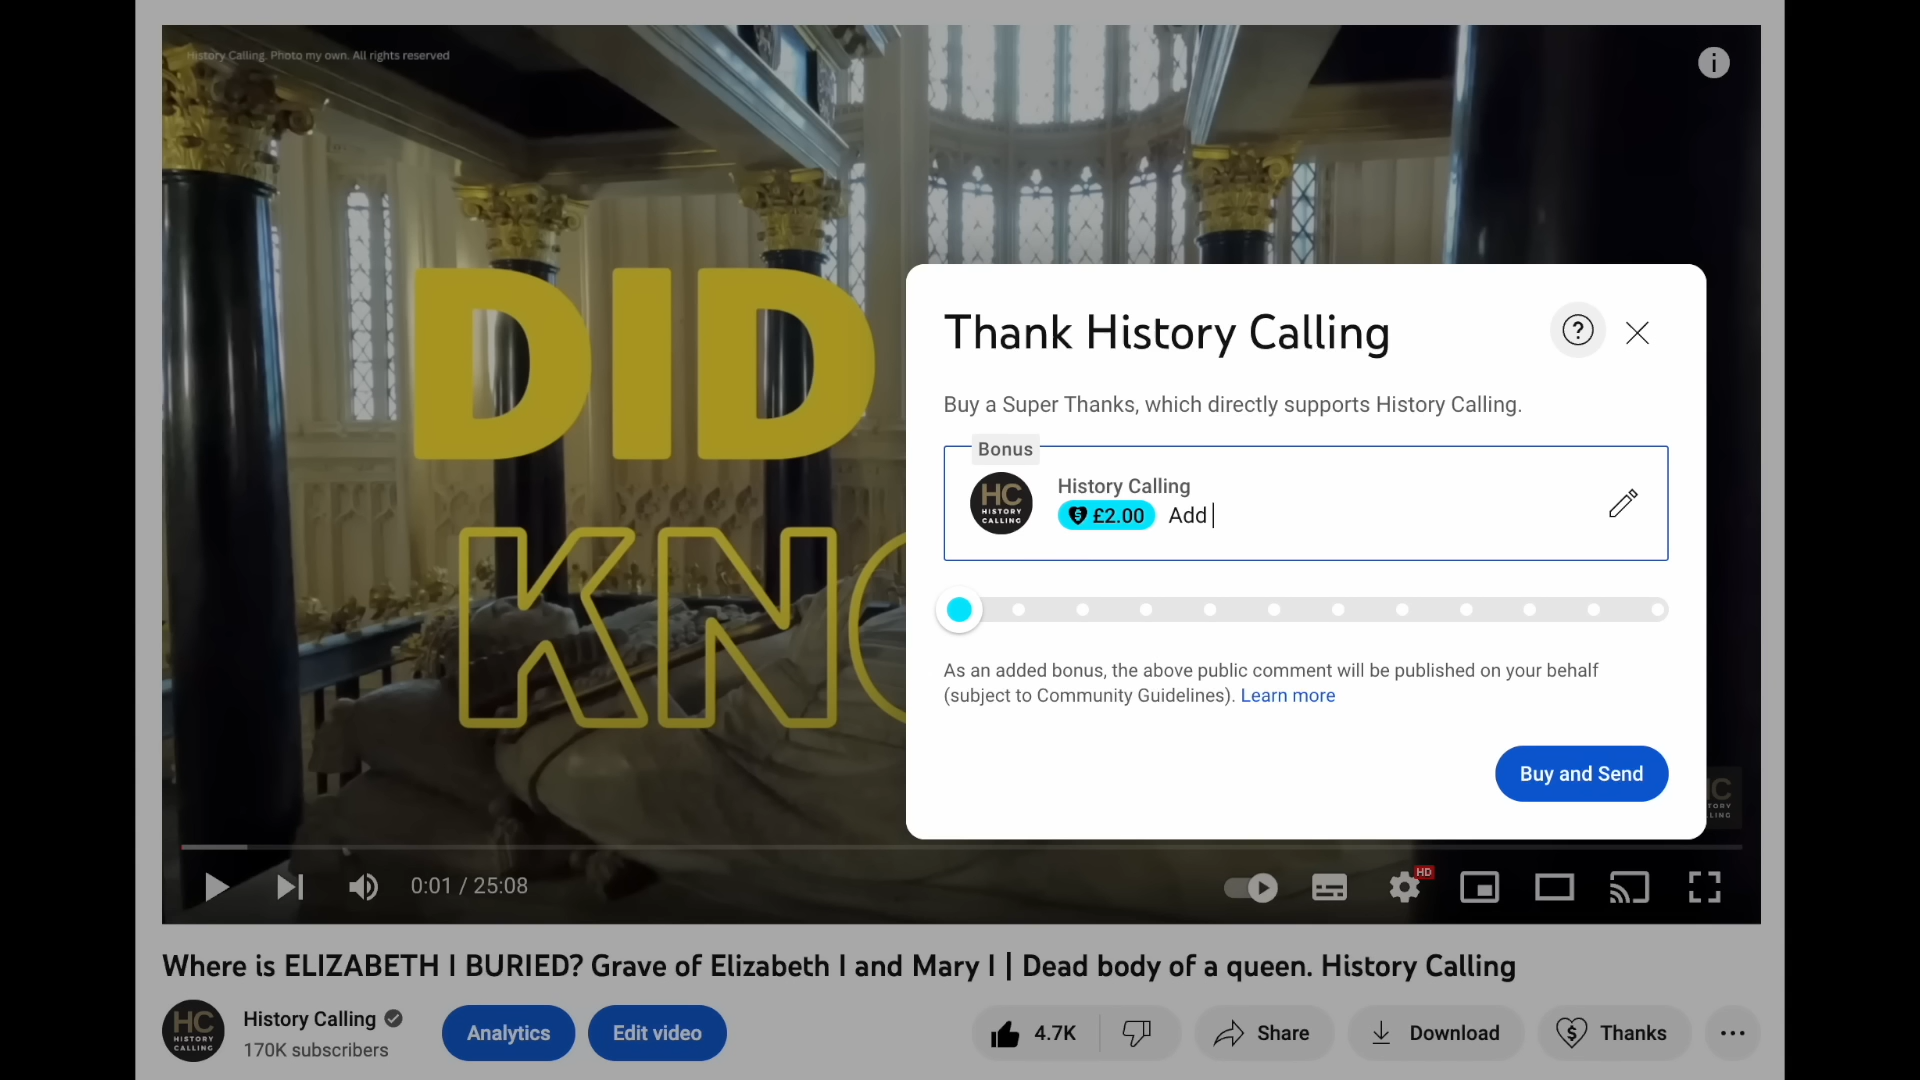 History Calling. Photo my own. All rights reserved
DID
KNO
Thank History Calling
Buy a Super Thanks, which directly supports History Calling.
Bonus
HC
HISTORY
CALLING
History Calling
£2.00 Add
As an added bonus, the above public comment will be published on your behalf
(subject to Community Guidelines). Learn more
Buy and Send
0:01 / 25:08
HD
Where is ELIZABETH I BURIED? Grave of Elizabeth I and Mary I | Dead body of a queen. History Calling
HC
HISTORY
CALLING
History Calling
170K subscribers
Analytics
Edit video
4.7K
Share
Download
Thanks